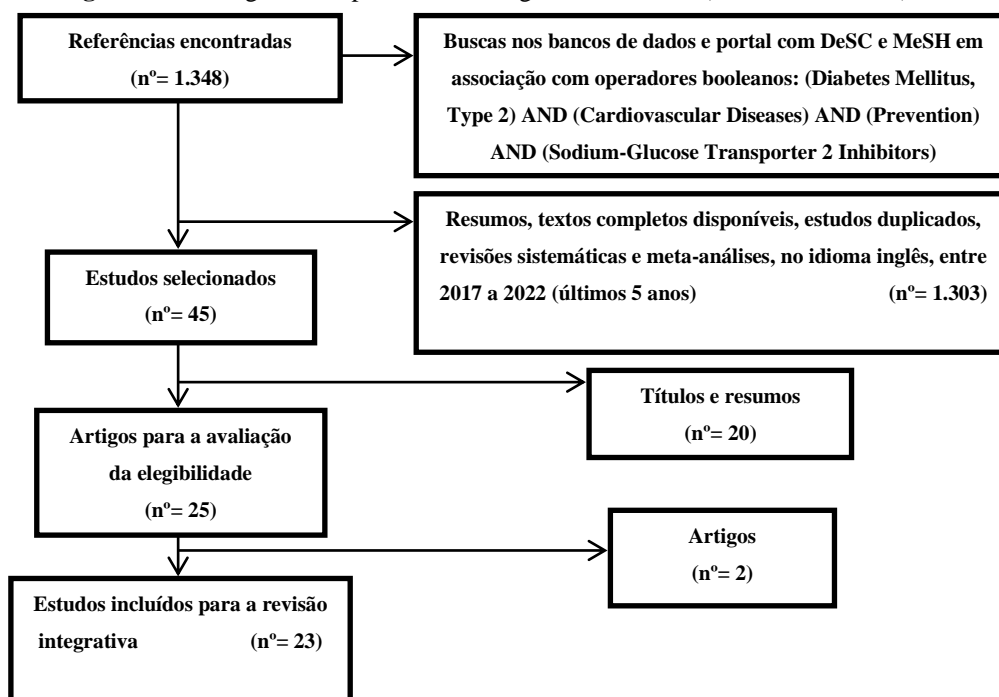 Referências encontradas
(nº= 1.348)
Buscas nos bancos de dados e portal com DeSC e MeSH em
associação com operadores booleanos: (Diabetes Mellitus,
Type 2) AND (Cardiovascular Diseases) AND (Prevention)
AND (Sodium-Glucose Transporter 2 Inhibitors)
Resumos, textos completos disponíveis, estudos duplicados,
revisões sistemáticas e meta-análises, no idioma inglês, entre
2017 a 2022 (últimos 5 anos) (nº= 1.303)
Estudos selecionados
(nº= 45)
Títulos e resumos
(nº= 20)
Artigos para a avaliação
da elegibilidade
(nº= 25)
Artigos
(nº= 2)
Estudos incluídos para a revisão
integrativa (nº= 23)